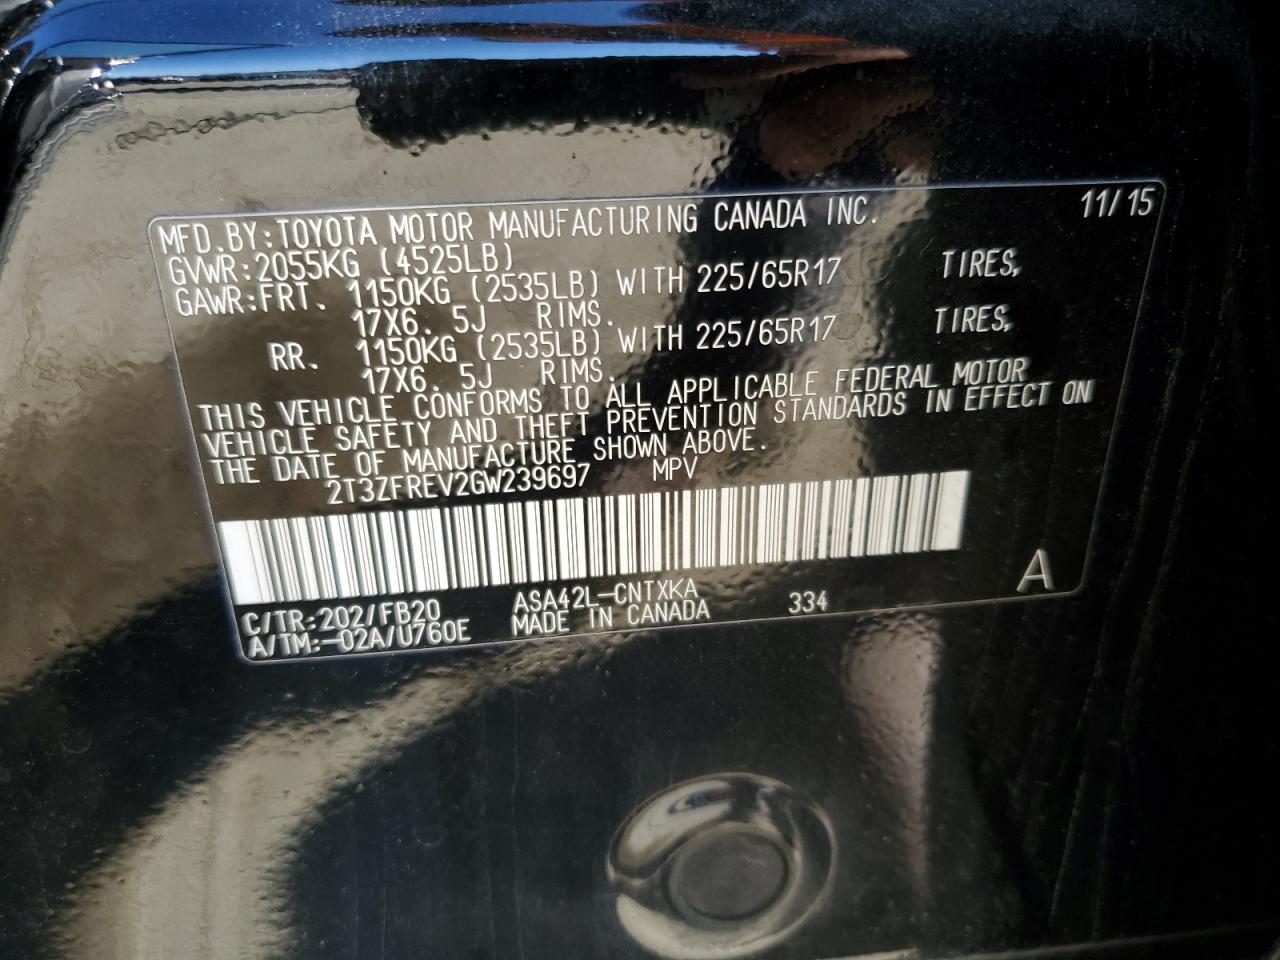 11/15
MFD.BY:TOYOTA MOTOR MANUFACTURING CANADA INC.
GVWR:2055KG (4525LB)
GAWR:FRT. 1150KG (2535LB) WITH 225/65R17 TIRES,
17X6.5J RIMS.
RR. 1150KG (2535LB) WITH 225/65R17 TIRES,
17X6.5J RIMS.
THIS VEHICLE CONFORMS TO ALL APPLICABLE FEDERAL MOTOR
VEHICLE SAFETY AND THEFT PREVENTION STANDARDS IN EFFECT ON
THE DATE OF MANUFACTURE SHOWN ABOVE.
2T3ZFREV2GW239697 MPV
C/TR:202/FB20 ASA42L-CNTXKA 334 A
A/TM:-02A/U760E MADE IN CANADA